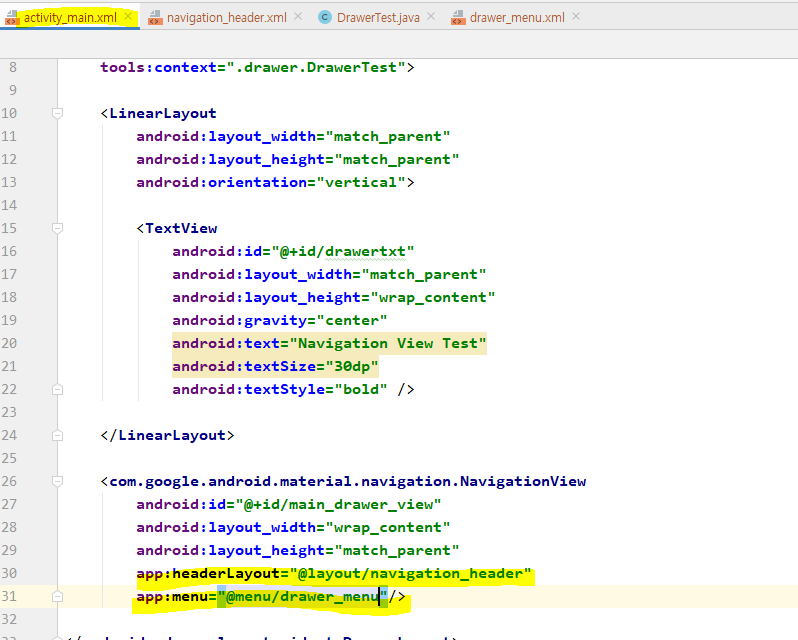 activity_main.xml navigation_header.xml DrawerTest.java drawer_menu.xml
8 tools:context=".drawer.DrawerTest">
9
10 <LinearLayout
11 android:layout_width="match_parent"
12 android:layout_height="match_parent"
13 android:orientation="vertical">
14
15 <TextView
16 android:id="@+id/drawertxt"
17 android:layout_width="match_parent"
18 android:layout_height="wrap_content"
19 android:gravity="center"
20 android:text="Navigation View Test"
21 android:textSize="30dp"
22 android:textStyle="bold" />
23
24 </LinearLayout>
25
26 <com.google.android.material.navigation.NavigationView
27 android:id="@+id/main_drawer_view"
28 android:layout_width="wrap_content"
29 android:layout_height="match_parent"
30 app:headerLayout="@layout/navigation_header"
31 app:menu="@menu/drawer_menu"/>
32